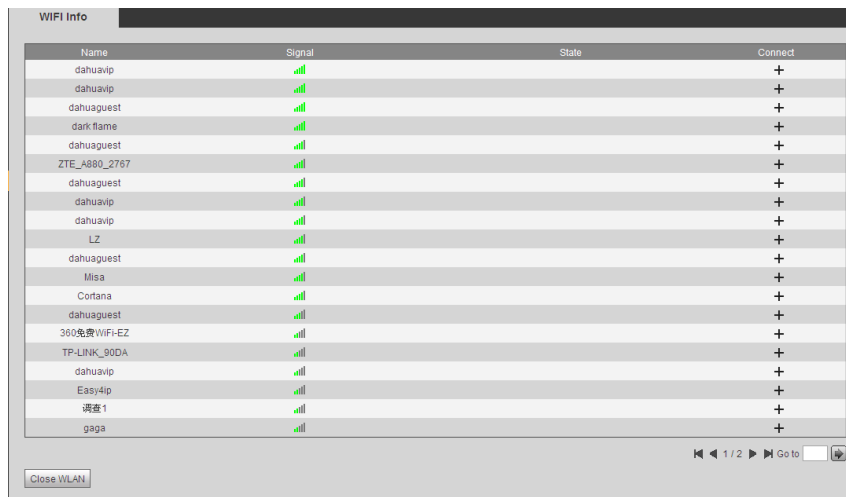 WIFI Info
Name Signal State Connect
dahuavip
dahuavip
dahuaguest
dark flame
dahuaguest
ZTE_A880_2767
dahuaguest
dahuavip
dahuavip
LZ
dahuaguest
Misa
Cortana
dahuaguest
360免费WiFi-EZ
TP-LINK_90DA
dahuavip
Easy4ip
调查1
gaga
1 / 2 Go to
Close WLAN